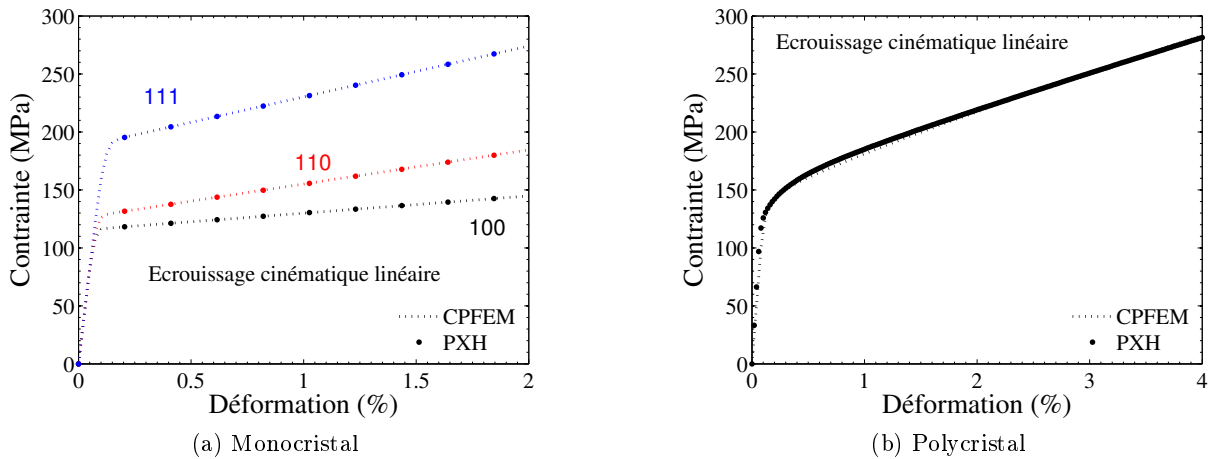 300
250
200
150
100
50
0
Contrainte (MPa)
111
110
100
Ecrouissage cinématique linéaire
CPFEM
PXH
0
0.5
1
1.5
2
Déformation (%)
(a) Monocristal
300
250
200
150
100
50
0
Contrainte (MPa)
Ecrouissage cinématique linéaire
CPFEM
PXH
0
1
2
3
4
Déformation (%)
(b) Polycristal